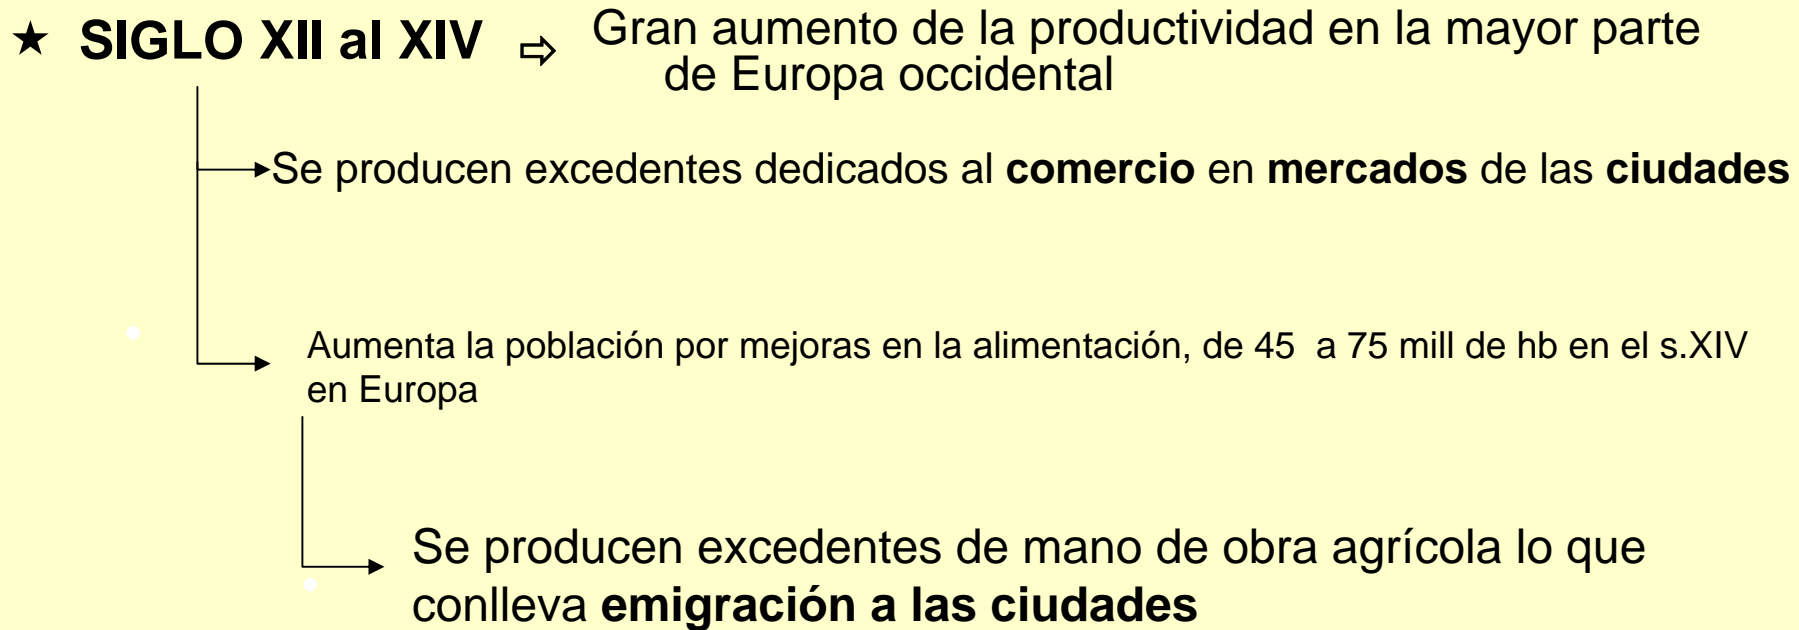 ★ SIGLO XII al XIV ⇨ Gran aumento de la productividad en la mayor parte
de Europa occidental
Se producen excedentes dedicados al comercio en mercados de las ciudades
Aumenta la población por mejoras en la alimentación, de 45 a 75 mill de hb en el s.XIV
en Europa
Se producen excedentes de mano de obra agrícola lo que
conlleva emigración a las ciudades